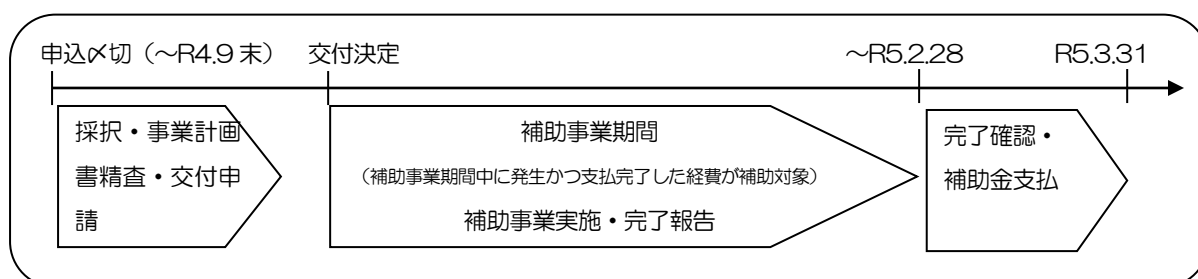 申込〆切（～R4.9 末） 交付決定 ～R5.2.28 R5.3.31
採択・事業計画
書精査・交付申
請
補助事業期間
（補助事業期間中に発生かつ支払完了した経費が補助対象）
補助事業実施・完了報告
完了確認・
補助金支払